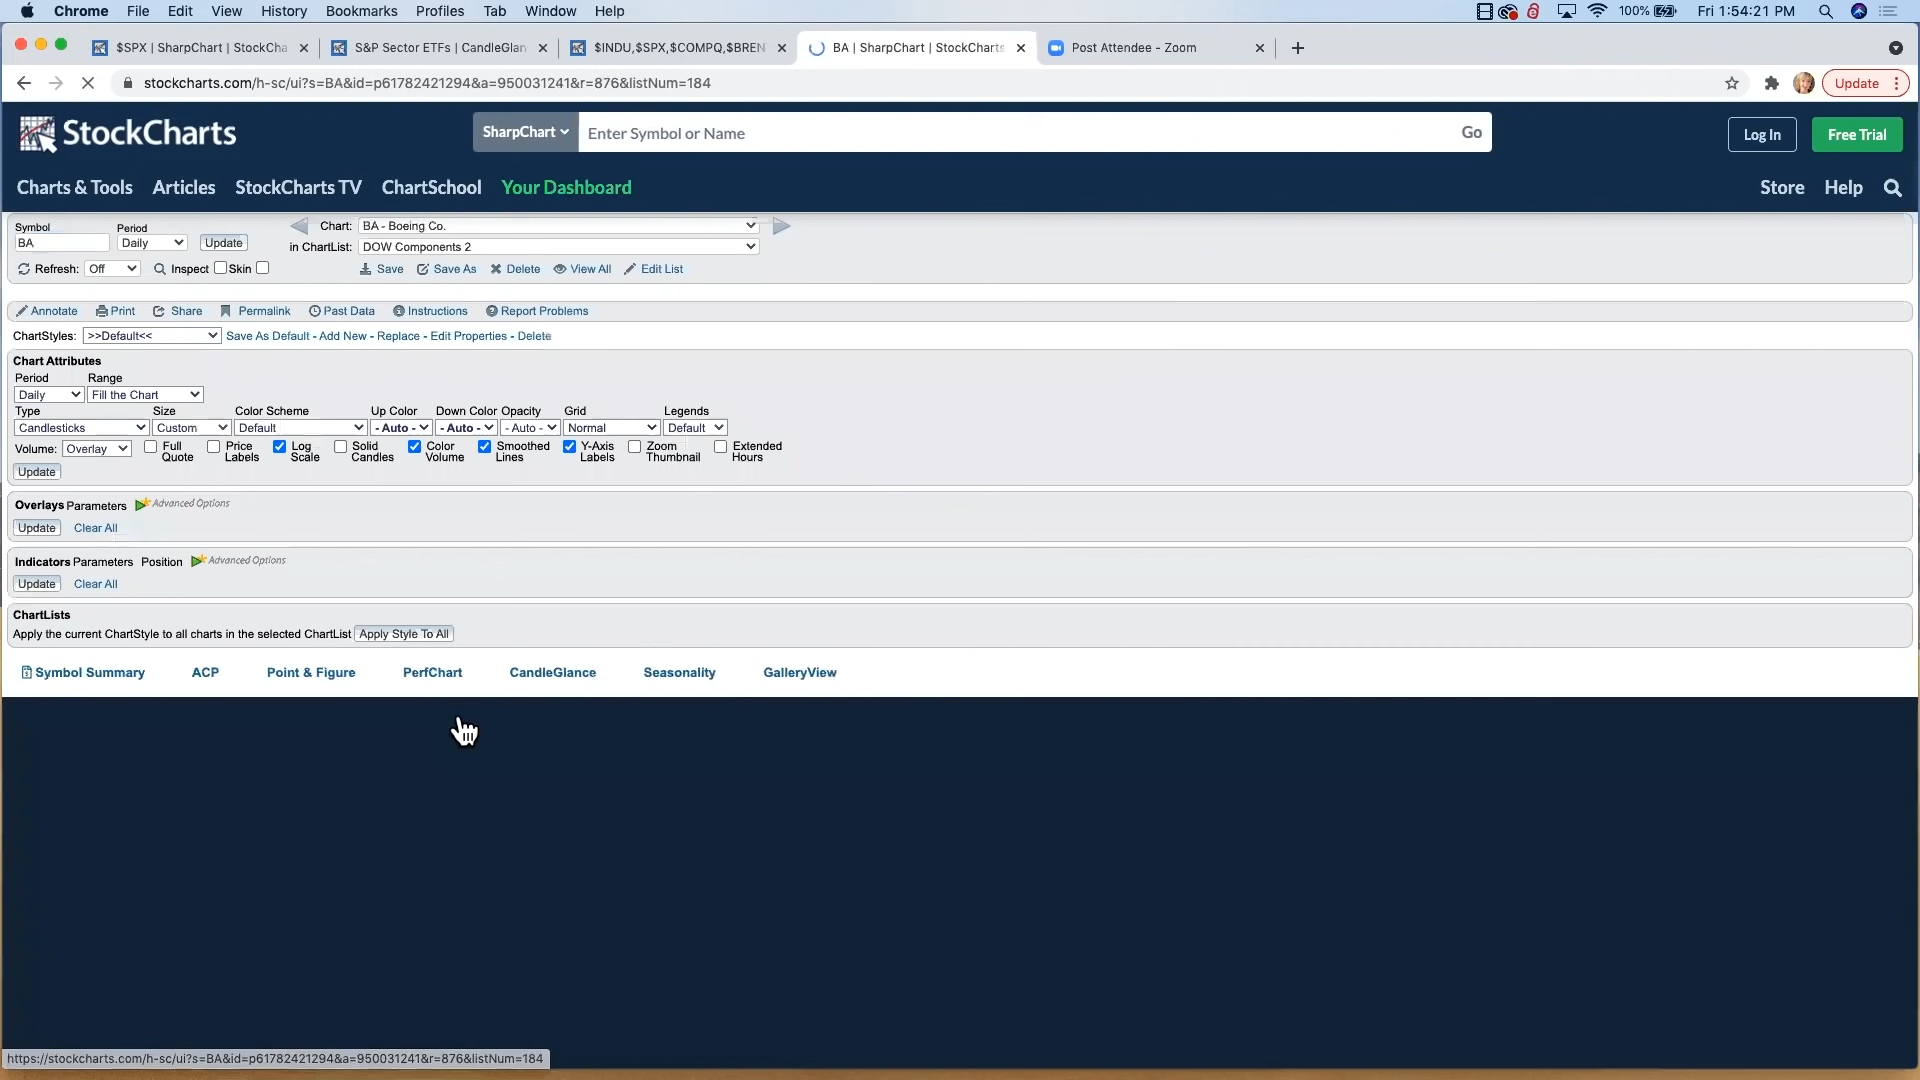 Chrome File Edit View History Bookmarks Profiles Tab Window Help 100% Fri 1:54:21 PM
$SPX | SharpChart | StockCha S&P Sector ETFs | CandleGlan $INDU,$SPX,$COMPQ,$BREN BA | SharpChart | StockCharts Post Attendee - Zoom
stockcharts.com/h-sc/ui?s=BA&id=p61782421294&a=950031241&r=876&listNum=184 Update
StockCharts SharpChart Enter Symbol or Name Go Log In Free Trial
Charts & Tools Articles StockCharts TV ChartSchool Your Dashboard Store Help
Symbol Period Chart: BA - Boeing Co.
BA Daily Update in ChartList: DOW Components 2
Refresh: Off Inspect Skin Save Save As Delete View All Edit List
Annotate Print Share Permalink Past Data Instructions Report Problems
ChartStyles: >>Default<< Save As Default - Add New - Replace - Edit Properties - Delete
Chart Attributes
Period Range
Daily Fill the Chart
Type Size Color Scheme Up Color Down Color Opacity Grid Legends
Candlesticks Custom Default - Auto - - Auto - - Auto - Normal Default
Volume: Overlay Full Quote Price Labels Log Scale Solid Candles Color Volume Smoothed Lines Y-Axis Labels Zoom Thumbnail Extended Hours
Update
Overlays Parameters Advanced Options
Update Clear All
Indicators Parameters Position Advanced Options
Update Clear All
ChartLists
Apply the current ChartStyle to all charts in the selected ChartList Apply Style To All
Symbol Summary ACP Point & Figure PerfChart CandleGlance Seasonality GalleryView
https://stockcharts.com/h-sc/ui?s=BA&id=p61782421294&a=950031241&r=876&listNum=184